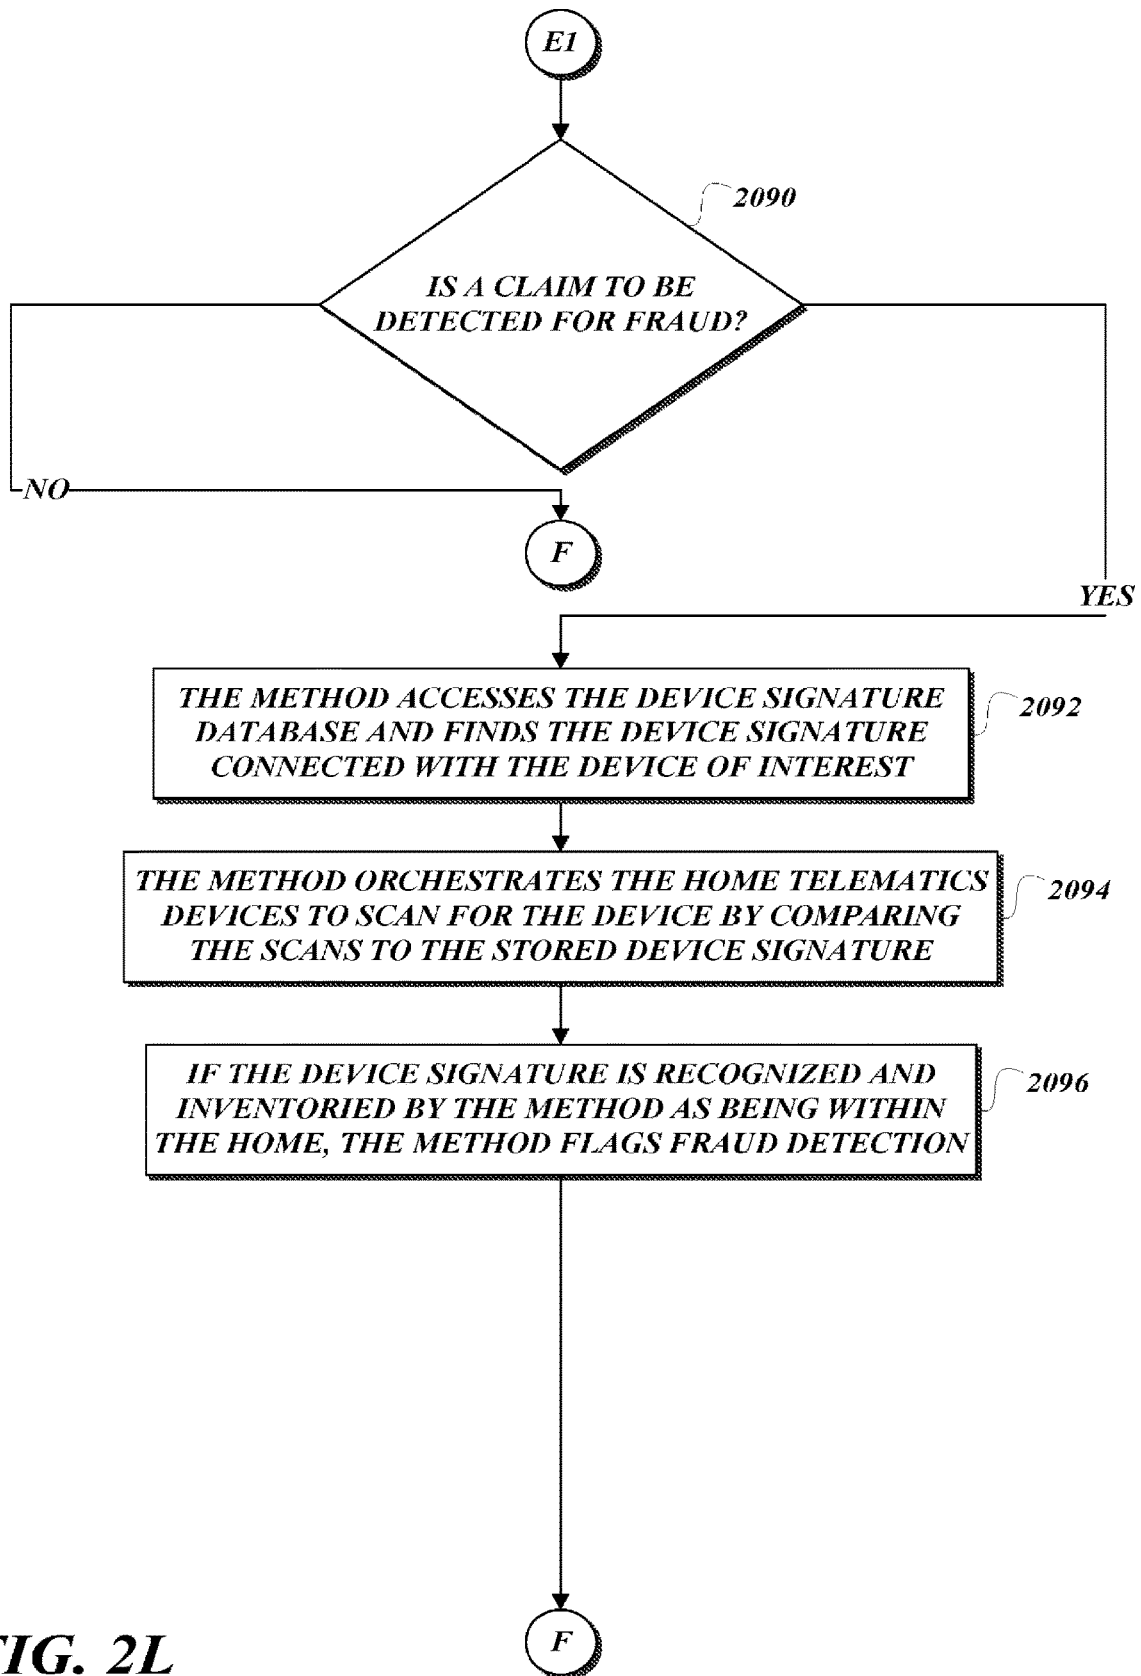 E1
2090
IS A CLAIM TO BE
DETECTED FOR FRAUD?
NO
F
YES
THE METHOD ACCESSES THE DEVICE SIGNATURE
DATABASE AND FINDS THE DEVICE SIGNATURE
CONNECTED WITH THE DEVICE OF INTEREST
2092
THE METHOD ORCHESTRATES THE HOME TELEMATICS
DEVICES TO SCAN FOR THE DEVICE BY COMPARING
THE SCANS TO THE STORED DEVICE SIGNATURE
2094
IF THE DEVICE SIGNATURE IS RECOGNIZED AND
INVENTORIED BY THE METHOD AS BEING WITHIN
THE HOME, THE METHOD FLAGS FRAUD DETECTION
2096
F
FIG. 2L